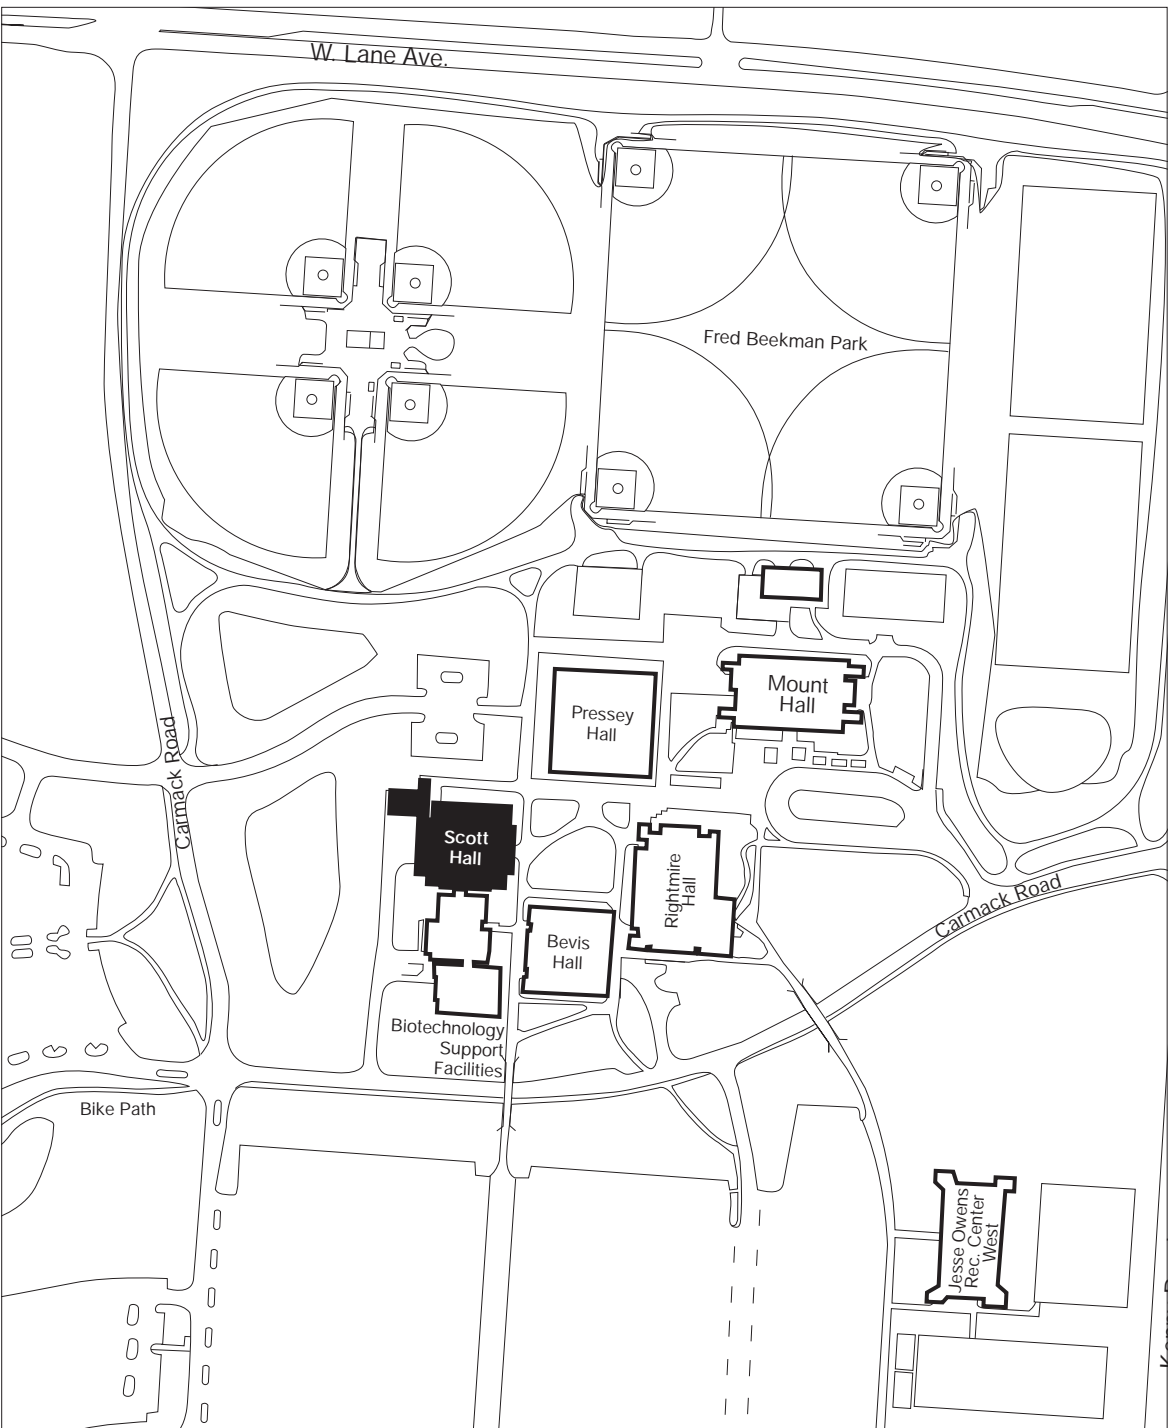 W. Lane Ave.
Fred Beekman Park
Mount
Hall
Pressey
Hall
Carmack Road
Scott
Hall
Rightmire
Hall
Carmack Road
Bevis
Hall
Biotechnology
Support
Facilities
Bike Path
Jesse Owens
Rec. Center
West